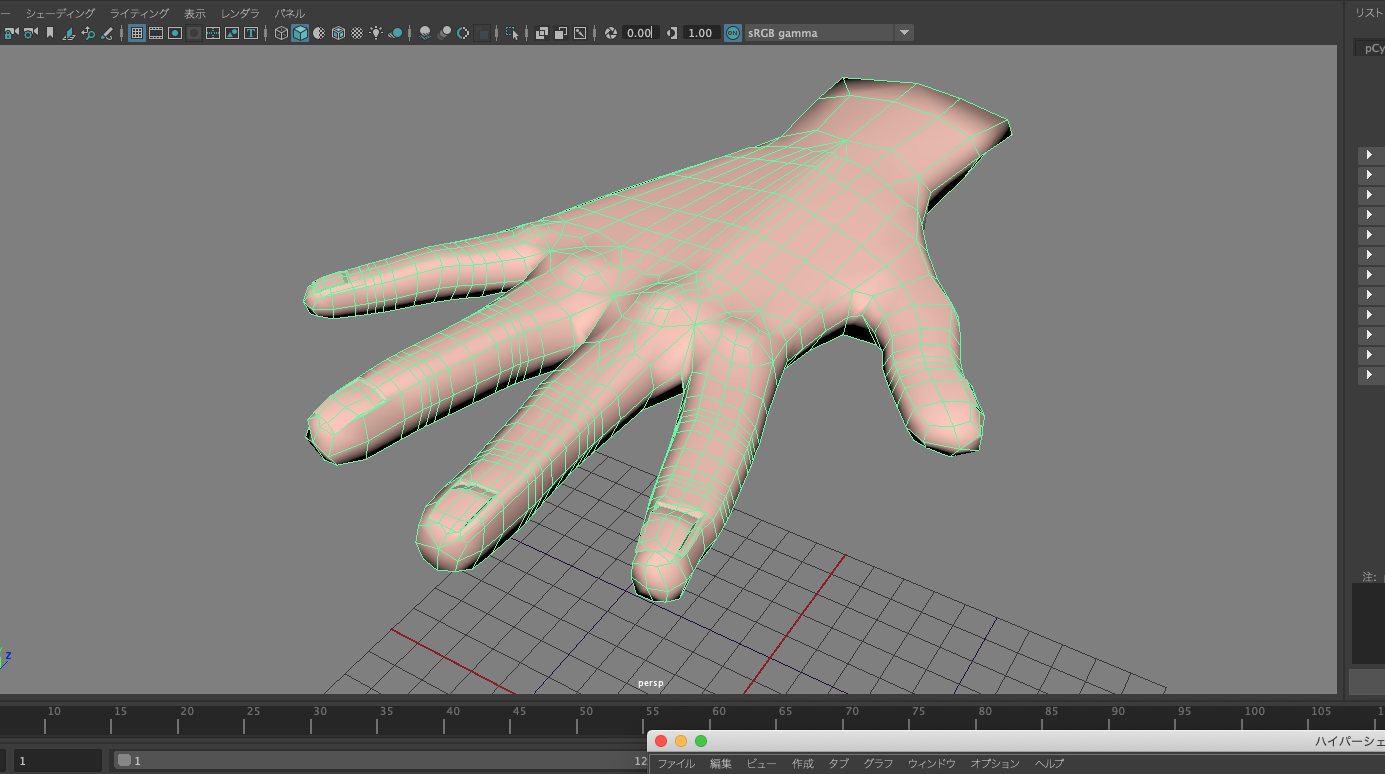 シェーディング ライティング 表示 レンダラ パネル
リスト
0.00 1.00 ON sRGB gamma
pCy
注:
z
persp
10 15 20 25 30 35 40 45 50 55 60 65 70 75 80 85 90 95 100 105
ハイパーシェ
1 1 12
ファイル 編集 ビュー 作成 タブ グラフ ウィンドウ オプション ヘルプ